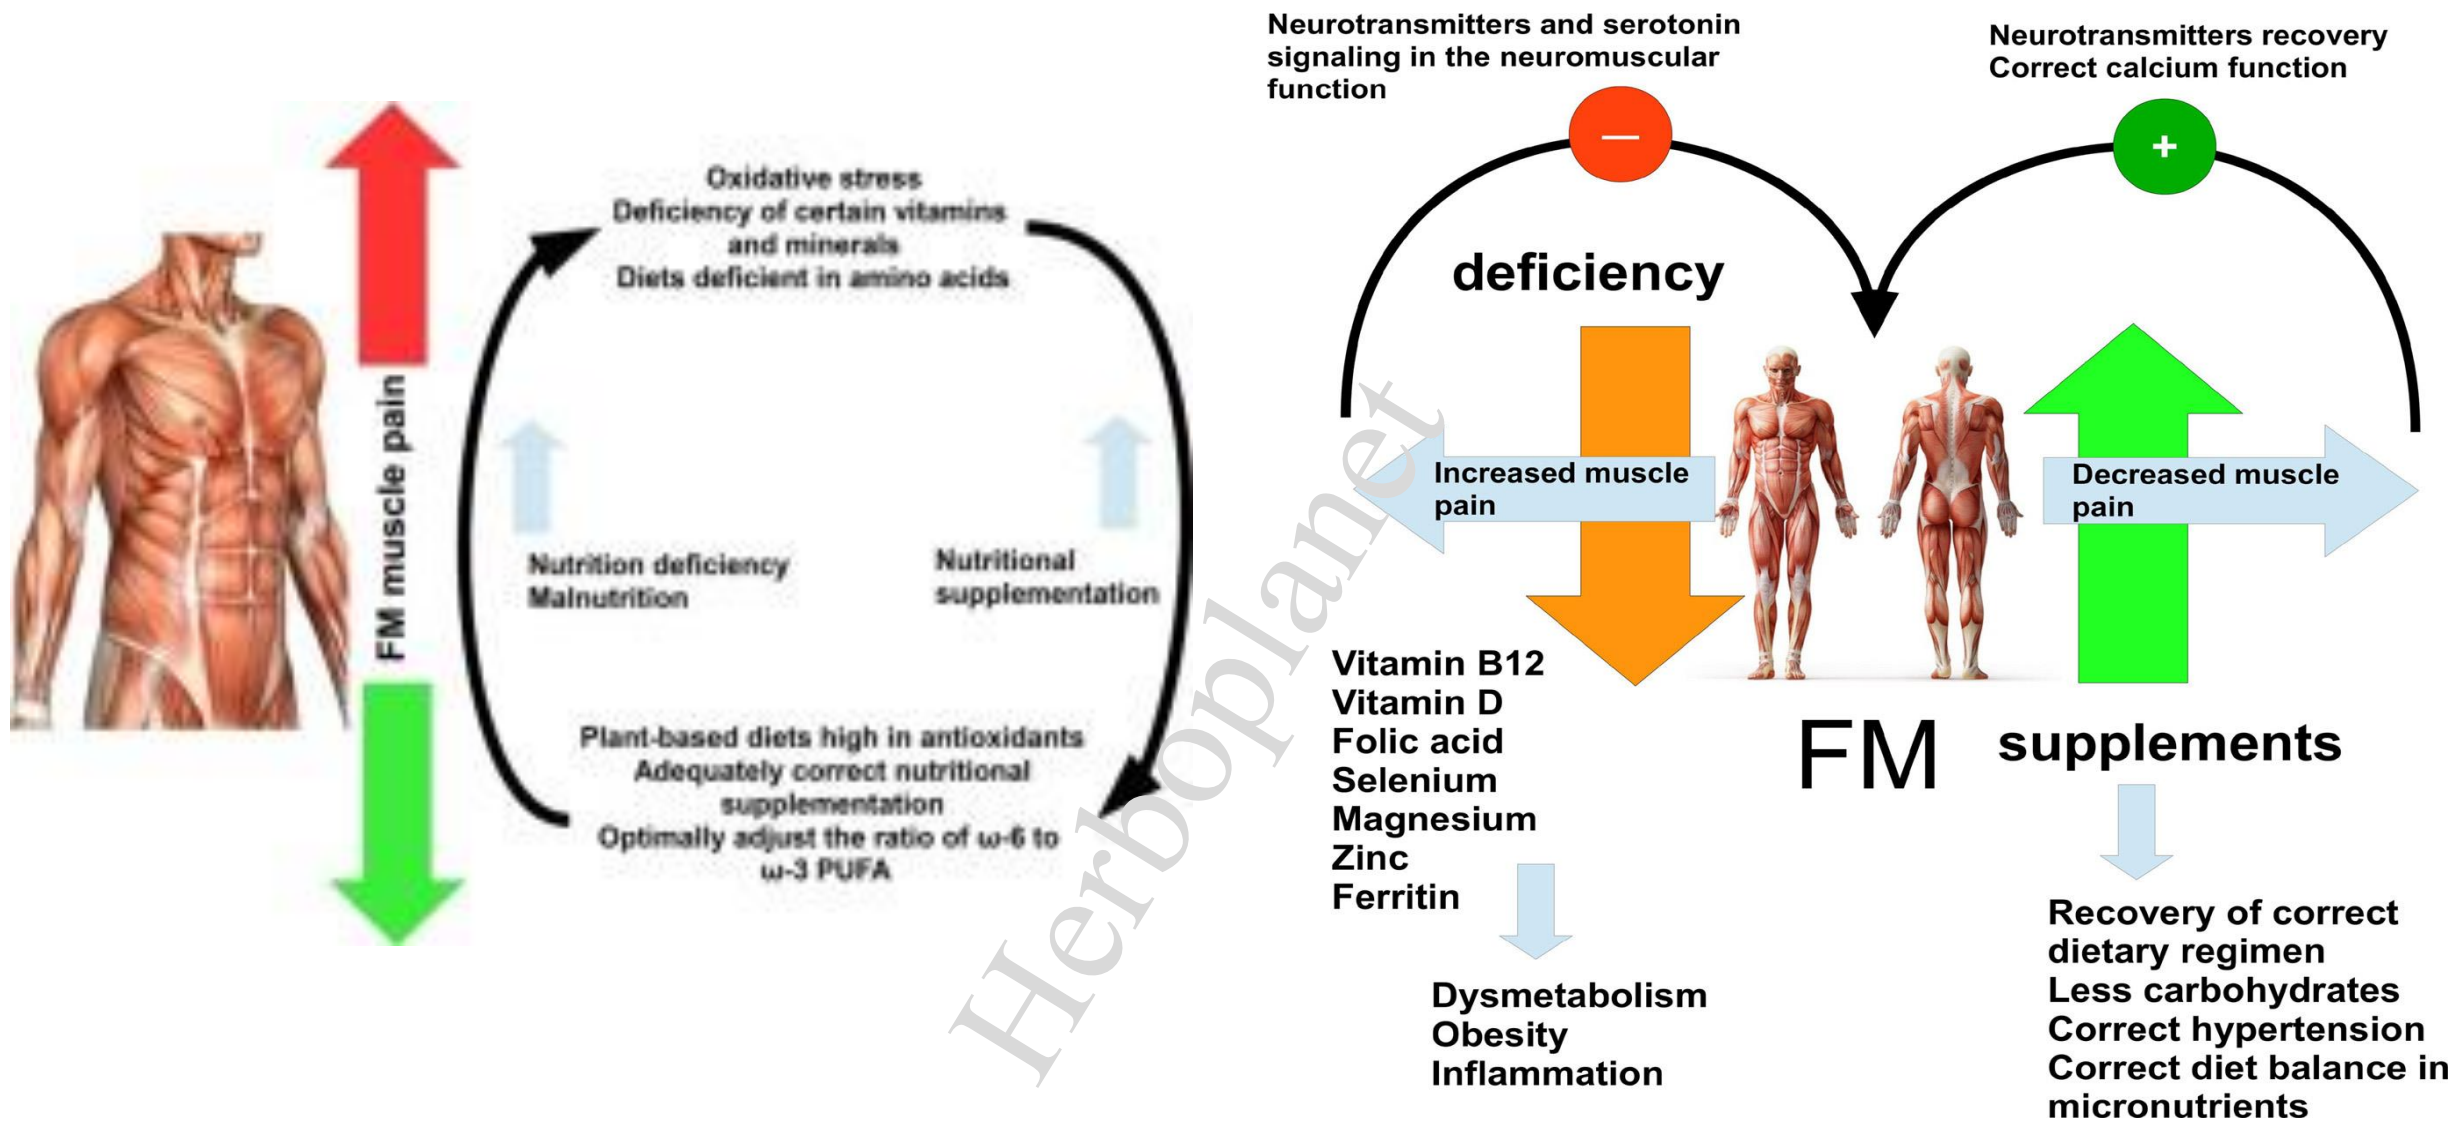 FM muscle pain
Oxidative stress
Deficiency of certain vitamins
and minerals
Diets deficient in amino acids
Nutrition deficiency
Malnutrition
Nutritional
supplementation
Plant-based diets high in antioxidants
Adequately correct nutritional
supplementation
Optimally adjust the ratio of ω-6 to
ω-3 PUFA
Neurotransmitters and serotonin
signaling in the neuromuscular
function
—
Neurotransmitters recovery
Correct calcium function
+
deficiency
Increased muscle
pain
Decreased muscle
pain
Vitamin B12
Vitamin D
Folic acid
Selenium
Magnesium
Zinc
Ferritin
Dysmetabolism
Obesity
Inflammation
FM
supplements
Recovery of correct
dietary regimen
Less carbohydrates
Correct hypertension
Correct diet balance in
micronutrients
Herboplanet